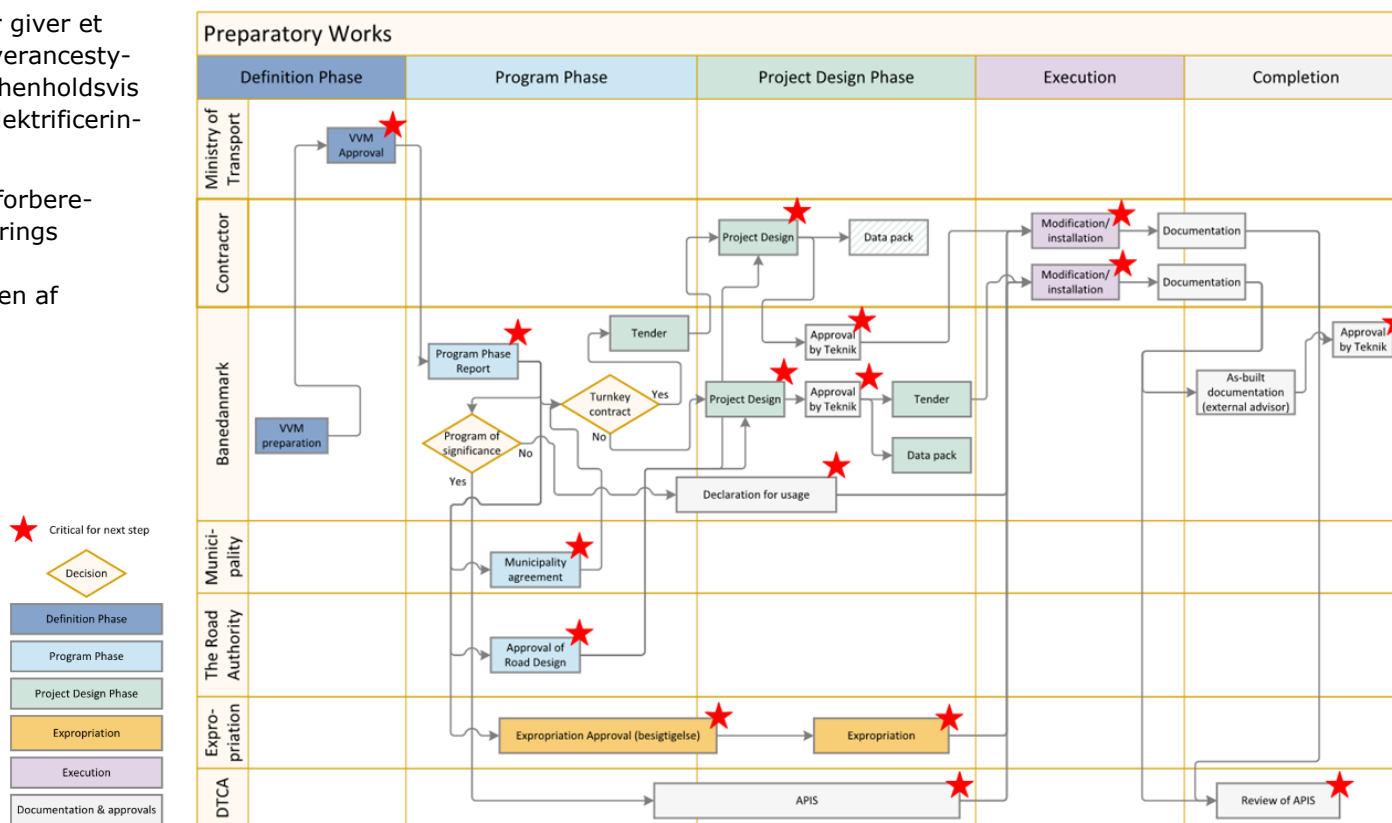 r giver et
verancesty-
henholdsvis
lektrificerin-
forbere-
rings
en af
Preparatory Works
Definition Phase
Program Phase
Project Design Phase
Execution
Completion
Ministry of
Transport
VVM
Approval
Contractor
Project Design
Data pack
Modification/
installation
Documentation
Modification/
installation
Documentation
Banedanmark
VVM
preparation
Program Phase
Report
Tender
Turnkey
contract
Yes
No
Program of
significance
No
Yes
Approval
by Teknik
Project Design
Approval
by Teknik
Tender
Data pack
Declaration for usage
Approval
by Teknik
As-built
documentation
(external advisor)
Munici-
pality
Municipality
agreement
The Road
Authority
Approval of
Road Design
Expro-
priation
Expropriation Approval (besigtigelse)
Expropriation
DTCA
APIS
Review of APIS
Critical for next step
Decision
Definition Phase
Program Phase
Project Design Phase
Expropriation
Execution
Documentation & approvals